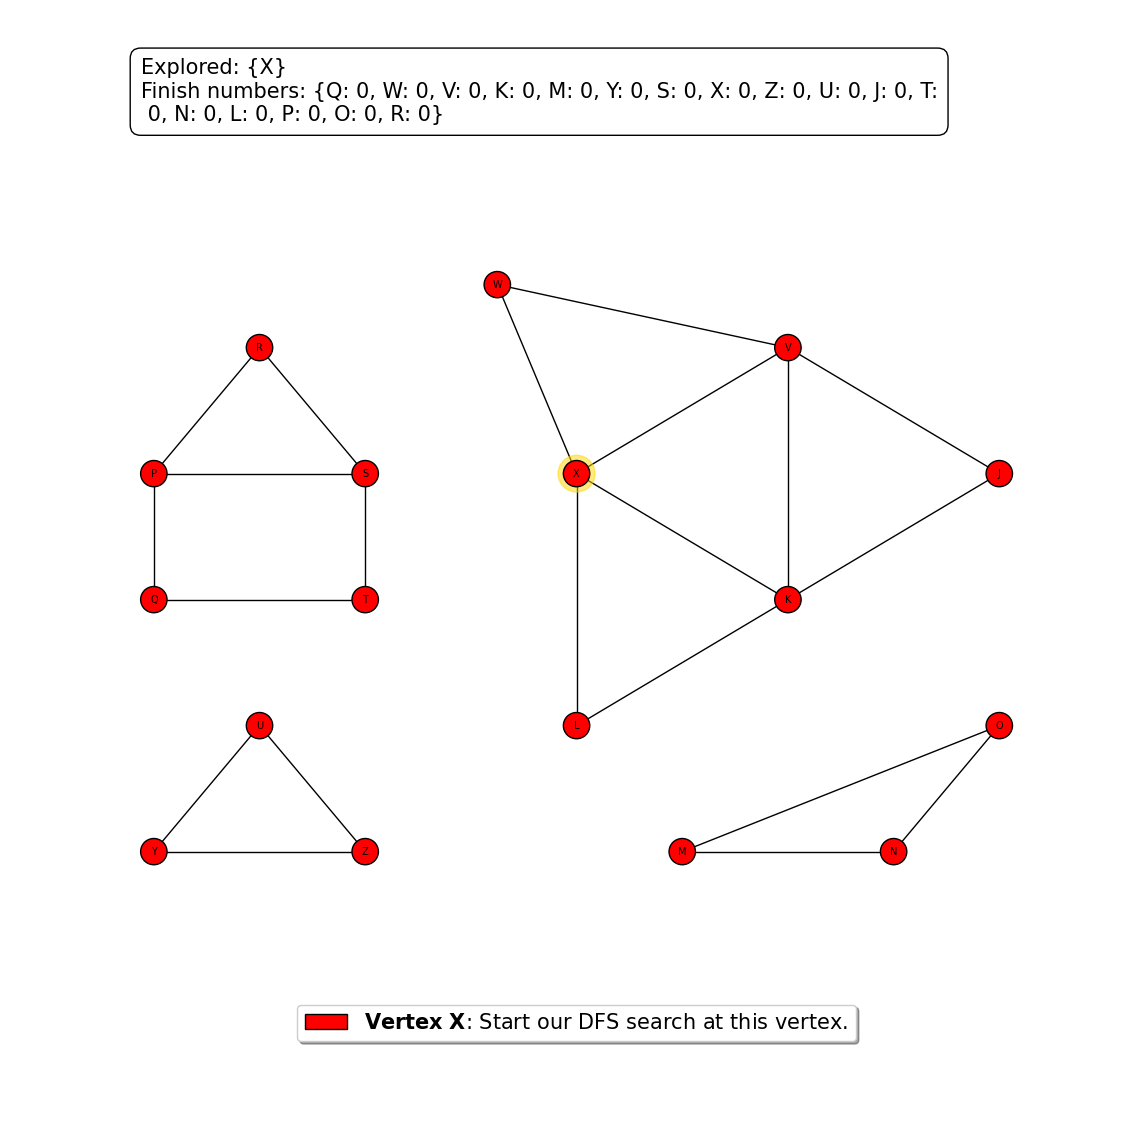 Explored: {X}
Finish numbers: {Q: 0, W: 0, V: 0, K: 0, M: 0, Y: 0, S: 0, X: 0, Z: 0, U: 0, J: 0, T:
0, N: 0, L: 0, P: 0, O: 0, R: 0}
W
R
V
P
S
X
J
Q
T
K
U
L
O
Y
Z
M
N
Vertex X: Start our DFS search at this vertex.